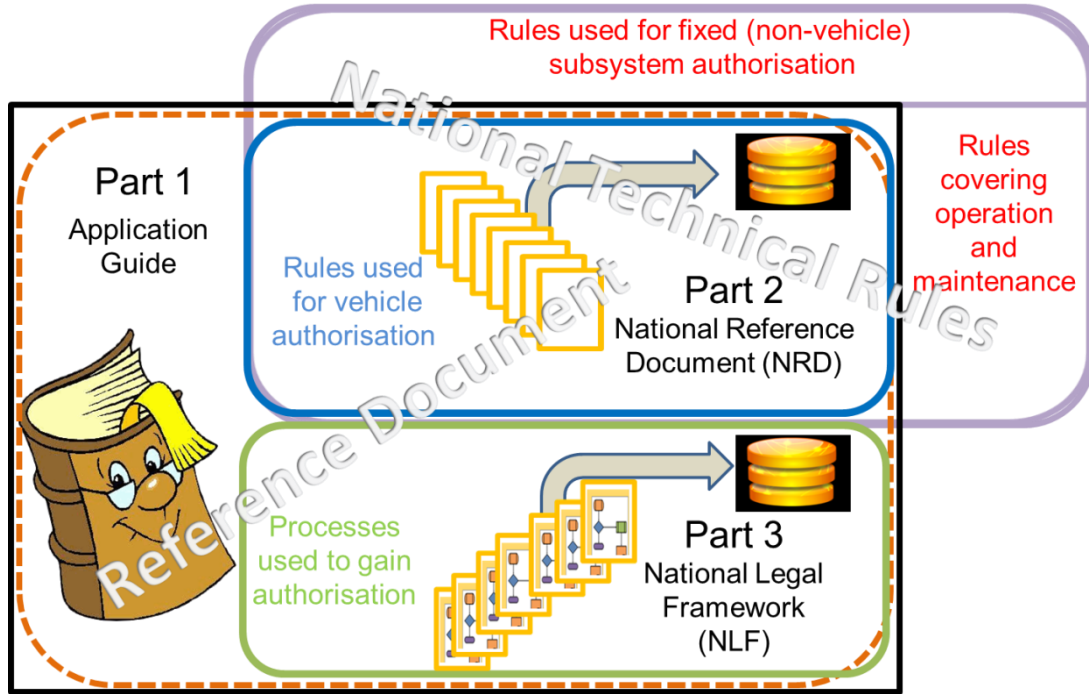 Rules used for fixed (non-vehicle)
subsystem authorisation
National Technical Rules
Rules
covering
operation
and
maintenance
Part 1
Application
Guide
Rules used
for vehicle
authorisation
Part 2
National Reference
Document (NRD)
Reference Document
Processes
used to gain
authorisation
Part 3
National Legal
Framework
(NLF)